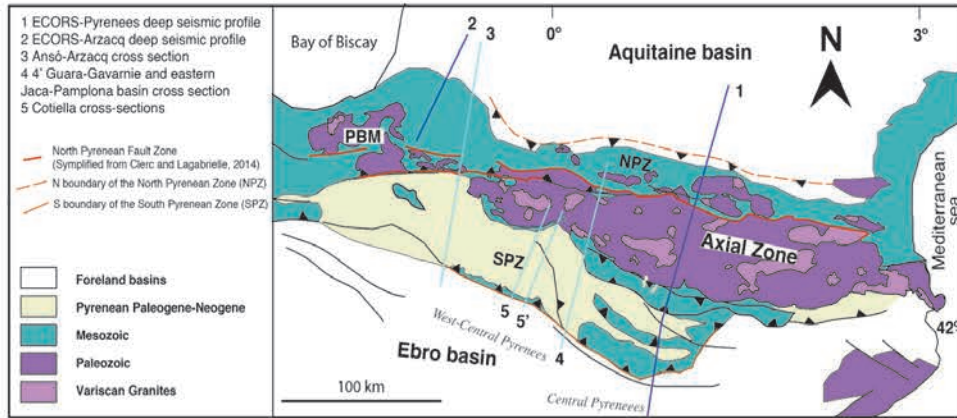 1 ECORS-Pyrenees deep seismic profile
2 ECORS-Arzacq deep seismic profile
3 Ansó-Arzacq cross section
4 4' Guara-Gavarnie and eastern
Jaca-Pamplona basin cross section
5 Cotiella cross-sections
North Pyrenean Fault Zone
(Symplified from Clerc and Lagabrielle, 2014)
N boundary of the North Pyrenean Zone (NPZ)
S boundary of the South Pyrenean Zone (SPZ)
Foreland basins
Pyrenean Paleogene-Neogene
Mesozoic
Paleozoic
Variscan Granites
Bay of Biscay
2
3
0°
Aquitaine basin
N
3°
1
PBM
NPZ
Axial Zone
Mediterranean
sea
SPZ
5
5'
4
42°
West-Central Pyrenees
Ebro basin
100 km
Central Pyreneees